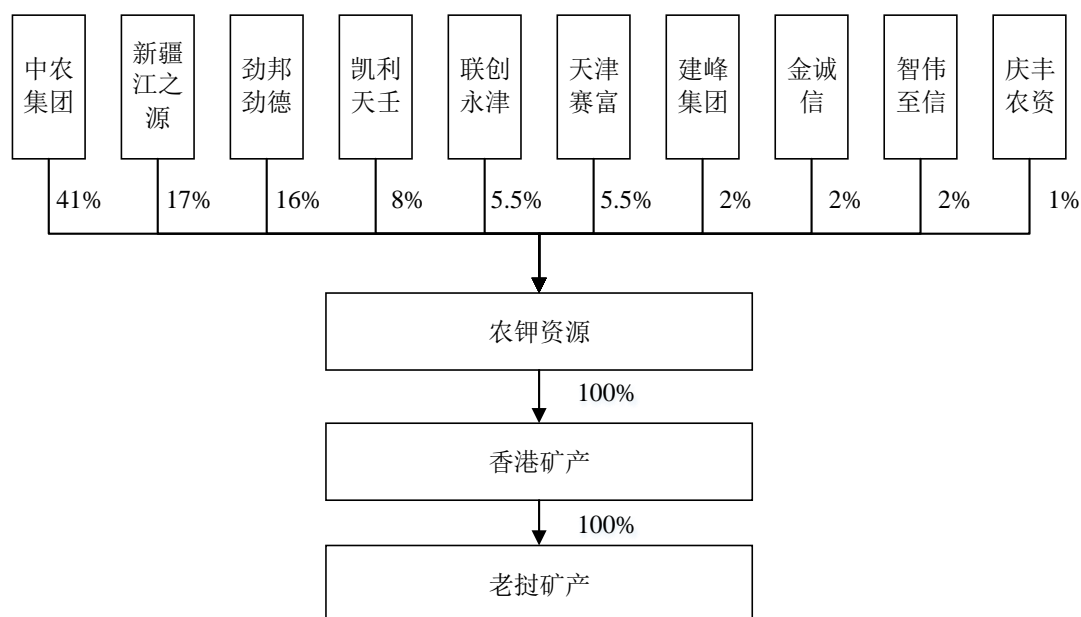 中农
集团
新疆
江之
源
劲邦
劲德
凯利
天壬
联创
永津
天津
赛富
建峰
集团
金诚
信
智伟
至信
庆丰
农资
41%
17%
16%
8%
5.5%
5.5%
2%
2%
2%
1%
农钾资源
100%
香港矿产
100%
老挝矿产